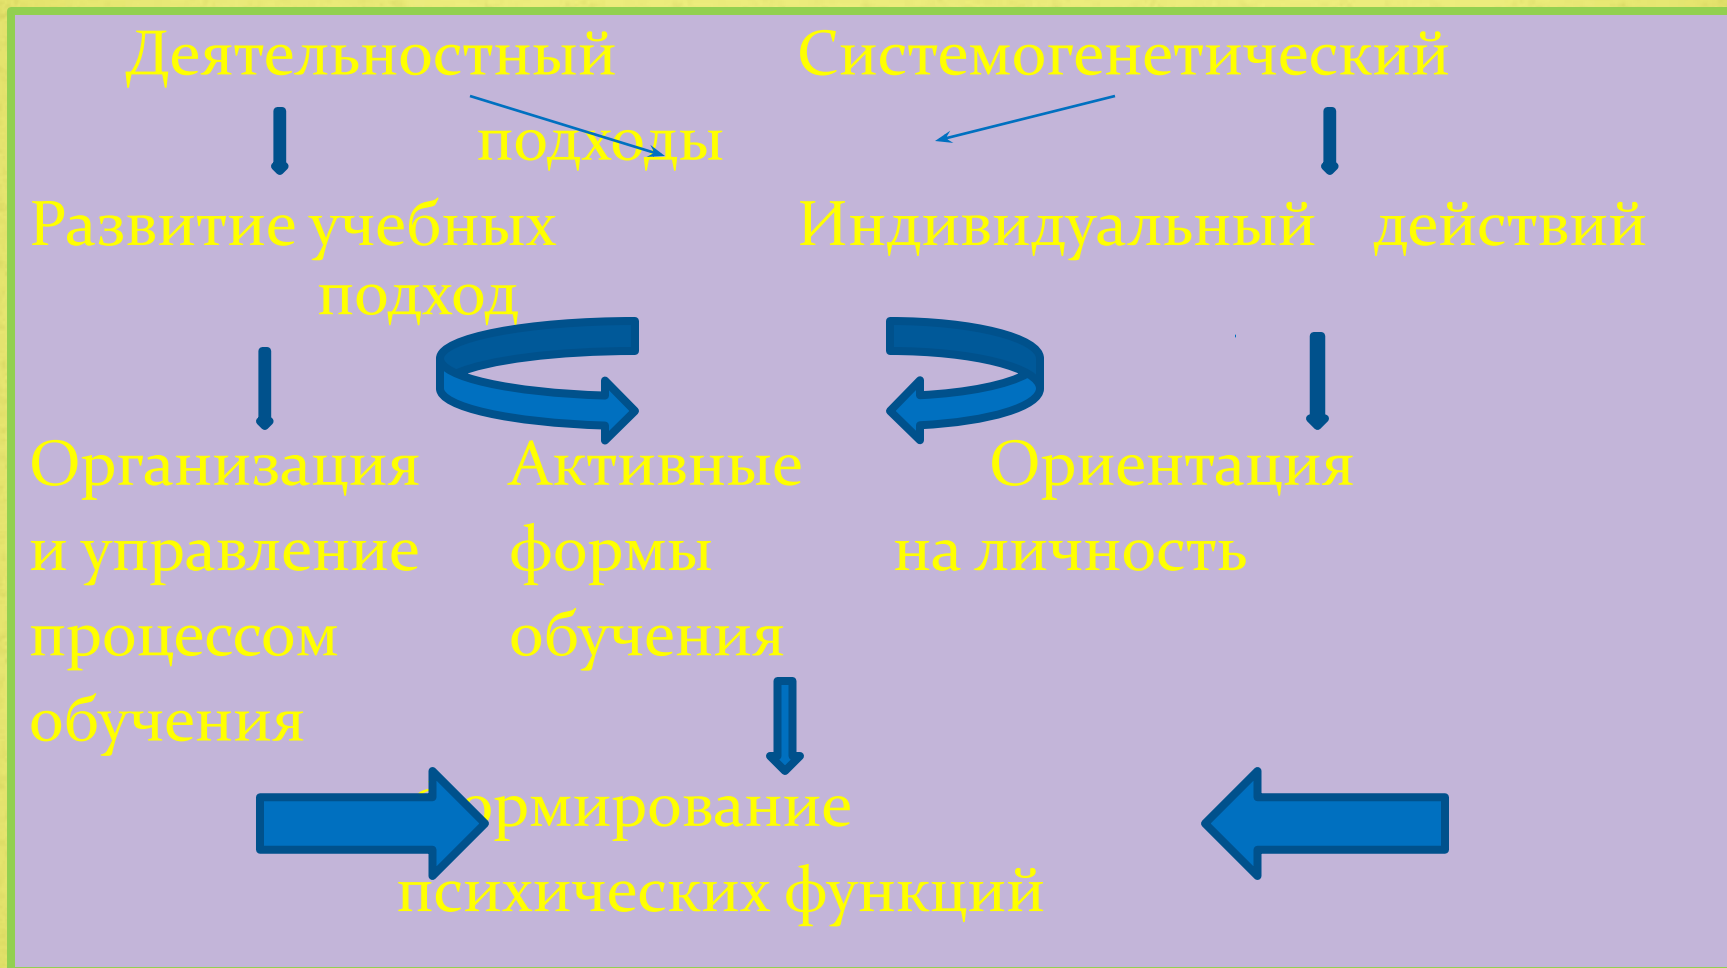 Деятельностный Системогенетический
подходы
Развитие учебных Индивидуальный действий
подход
Организация Активные Ориентация
и управление формы на личность
процессом обучения
обучения
Формирование
психических функций